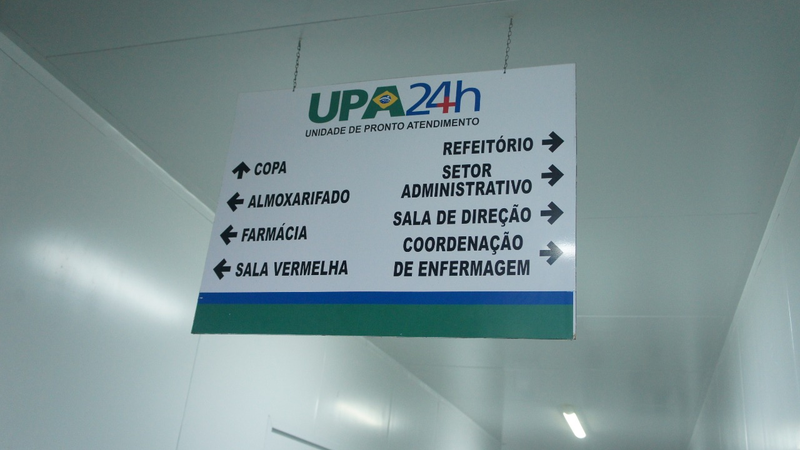 UPA24h
UNIDADE DE PRONTO ATENDIMENTO
COPA
ALMOXARIFADO
FARMÁCIA
SALA VERMELHA
REFEITÓRIO
SETOR
ADMINISTRATIVO
SALA DE DIREÇÃO
COORDENAÇÃO
DE ENFERMAGEM